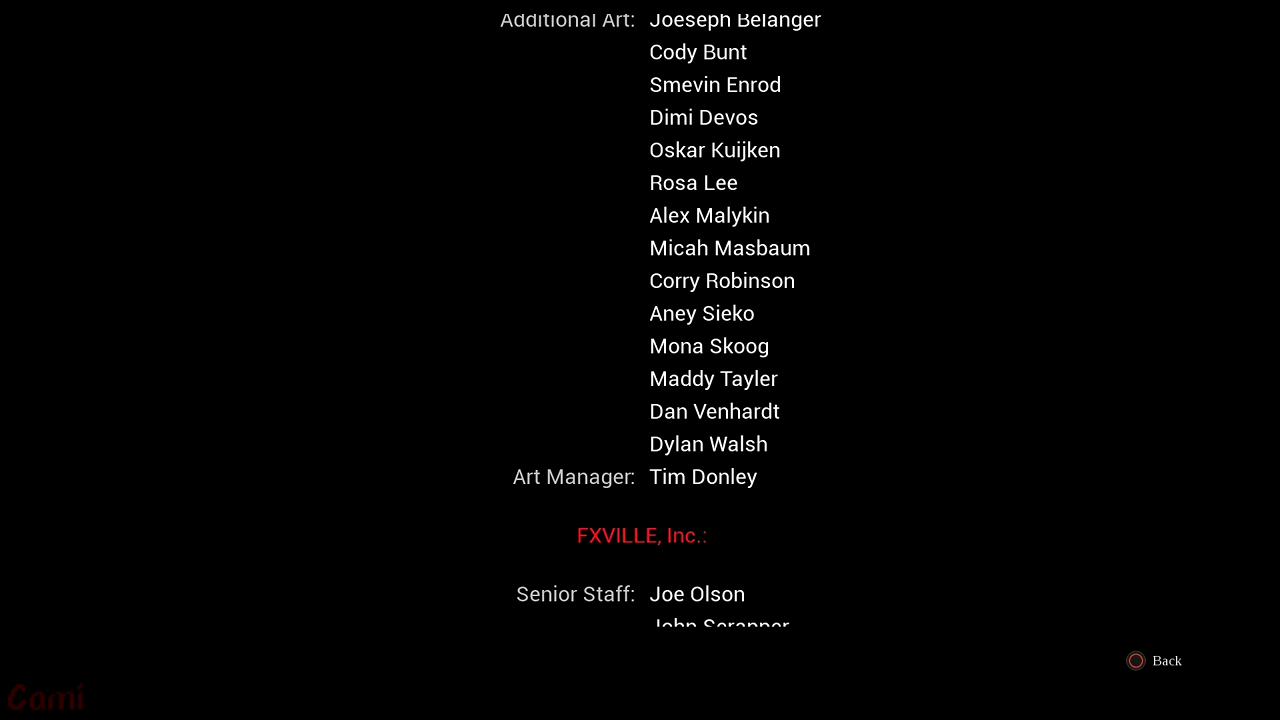 Additional Art: Joeseph Belanger
Cody Bunt
Smevin Enrod
Dimi Devos
Oskar Kuijken
Rosa Lee
Alex Malykin
Micah Masbaum
Corry Robinson
Aney Sieko
Mona Skoog
Maddy Tayler
Dan Venhardt
Dylan Walsh
Art Manager: Tim Donley
FXVILLE, Inc.:
Senior Staff: Joe Olson
John Scrapper
Back
Cami